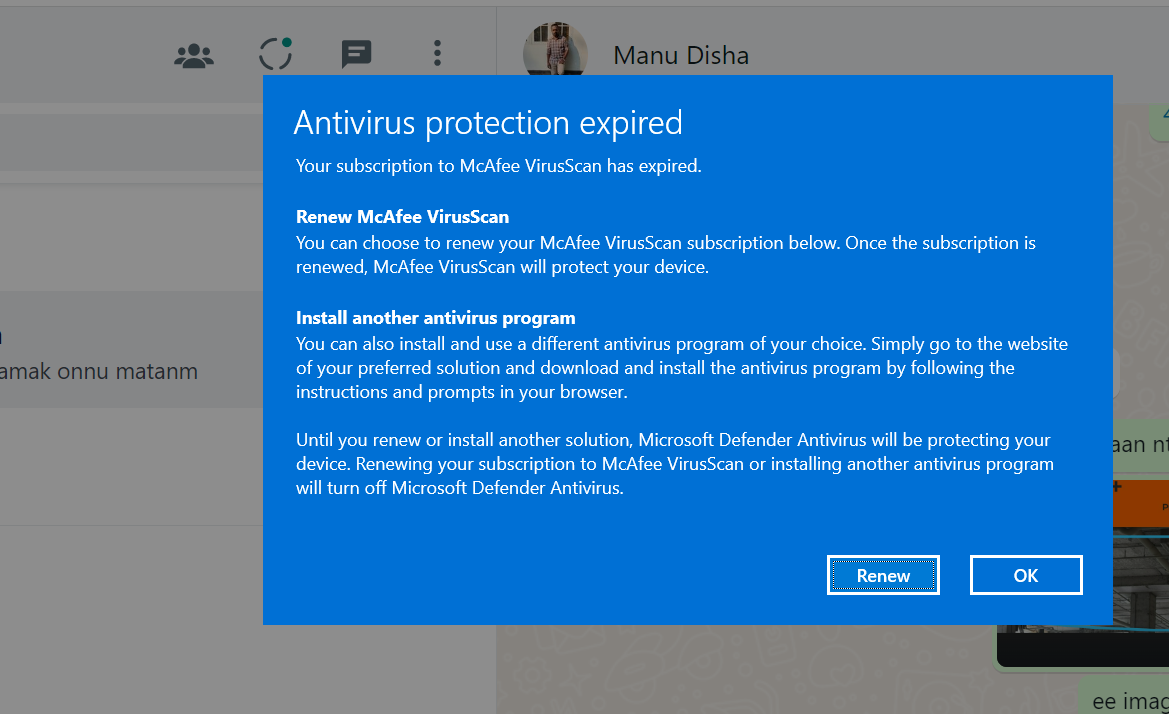 Manu Disha
Antivirus protection expired
Your subscription to McAfee VirusScan has expired.
Renew McAfee VirusScan
You can choose to renew your McAfee VirusScan subscription below. Once the subscription is
renewed, McAfee VirusScan will protect your device.
Install another antivirus program
You can also install and use a different antivirus program of your choice. Simply go to the website
of your preferred solution and download and install the antivirus program by following the
instructions and prompts in your browser.
amak onnu matanm
Until you renew or install another solution, Microsoft Defender Antivirus will be protecting your
device. Renewing your subscription to McAfee VirusScan or installing another antivirus program
will turn off Microsoft Defender Antivirus.
aan nt
Renew OK
ee imag